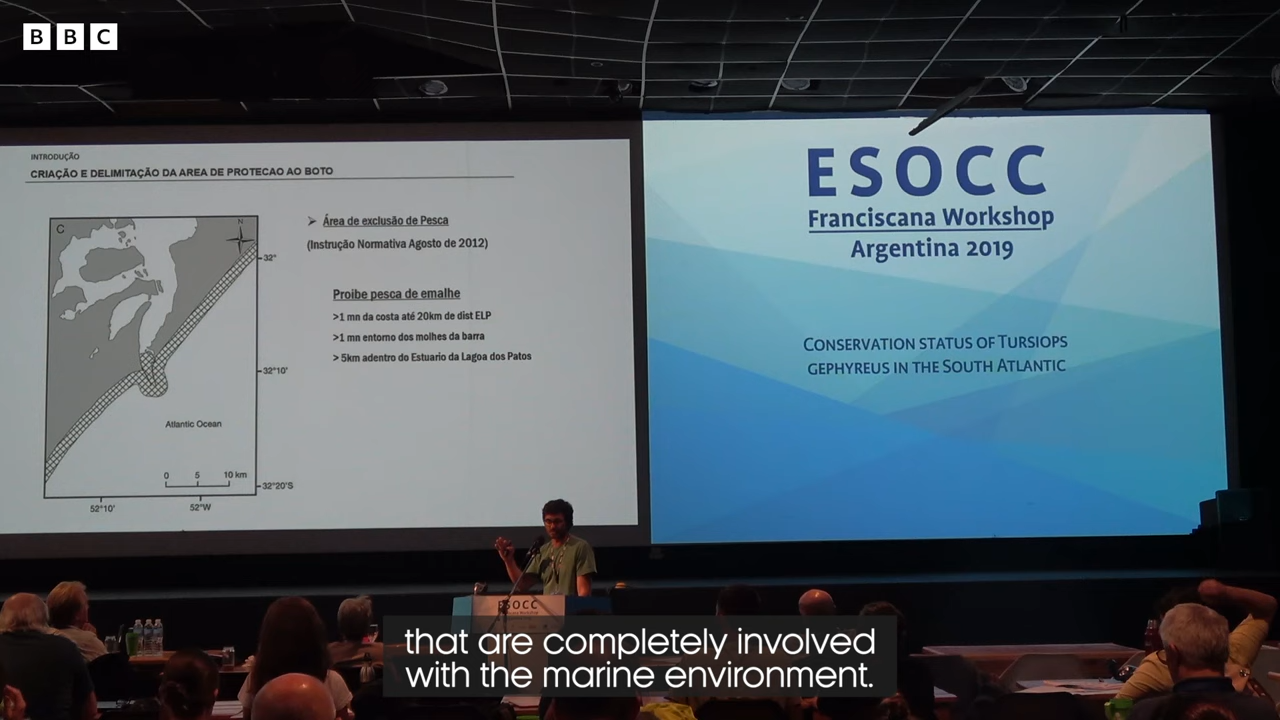 BBC
INTRODUÇÃO
CRIAÇÃO E DELIMITAÇÃO DA AREA DE PROTECAO AO BOTO
C
N
32°
32°10'
Atlantic Ocean
0 5 10 km
32°20'S
52°10' 52°W
➢ Área de exclusão de Pesca
(Instrução Normativa Agosto de 2012)
Proibe pesca de emalhe
>1 mn da costa até 20km de dist ELP
>1 mn entorno dos molhes da barra
> 5km adentro do Estuario da Lagoa dos Patos
ESOCC
Franciscana Workshop
Argentina 2019
CONSERVATION STATUS OF TURSIOPS
GEPHYREUS IN THE SOUTH ATLANTIC
ESOCC
that are completely involved
with the marine environment.